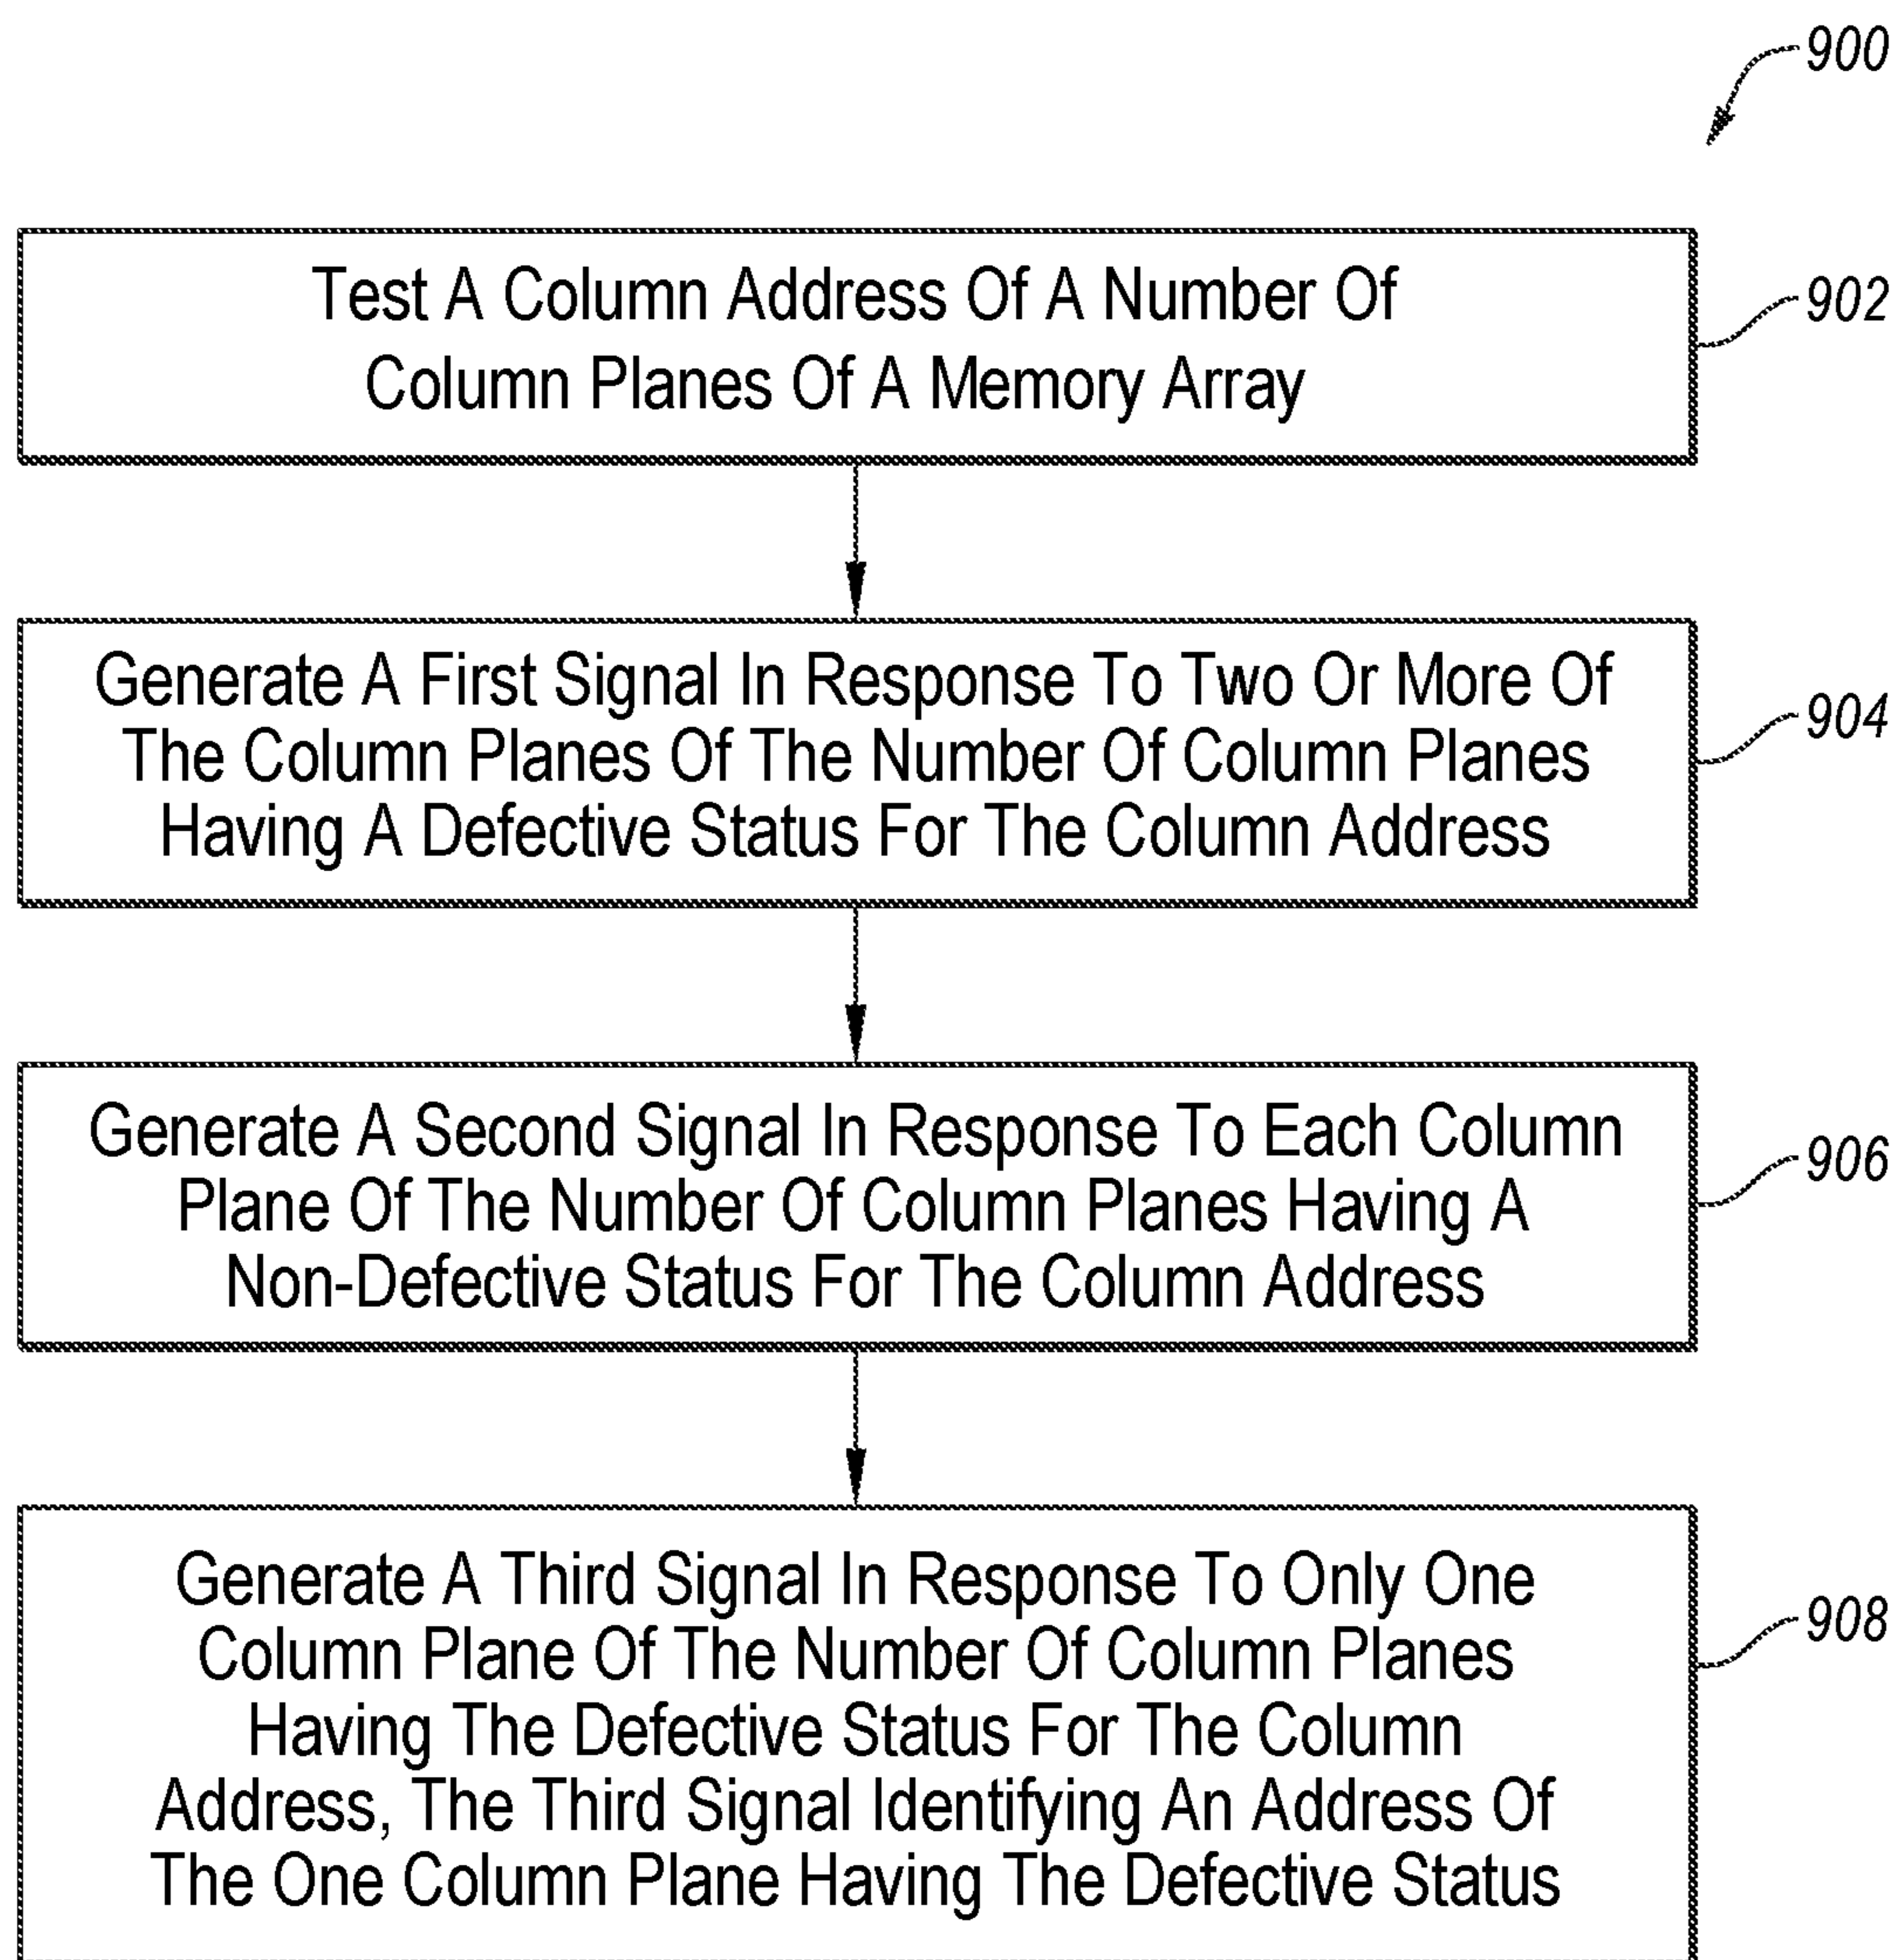 900
Test A Column Address Of A Number Of
Column Planes Of A Memory Array
902
Generate A First Signal In Response To Two Or More Of
The Column Planes Of The Number Of Column Planes
Having A Defective Status For The Column Address
904
Generate A Second Signal In Response To Each Column
Plane Of The Number Of Column Planes Having A
Non-Defective Status For The Column Address
906
Generate A Third Signal In Response To Only One
Column Plane Of The Number Of Column Planes
Having The Defective Status For The Column
Address, The Third Signal Identifying An Address Of
The One Column Plane Having The Defective Status
908